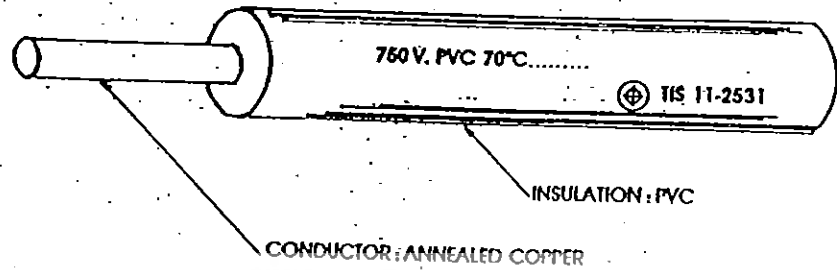 750 V. PVC 70°C.........
TIS 11-2531
INSULATION : PVC
CONDUCTOR : ANNEALED COPPER